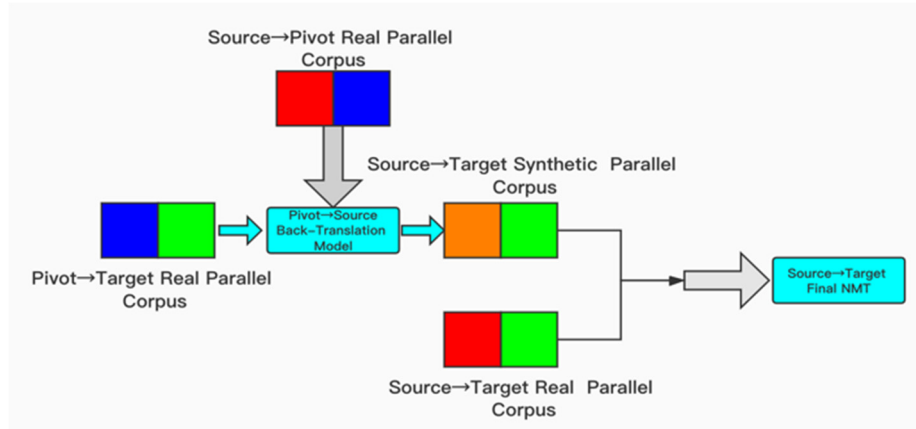 Source→Pivot Real Parallel
Corpus
Source→Target Synthetic Parallel
Corpus
Pivot→Source
Back-Translation
Model
Pivot→Target Real Parallel
Corpus
Source→Target
Final NMT
Source→Target Real Parallel
Corpus